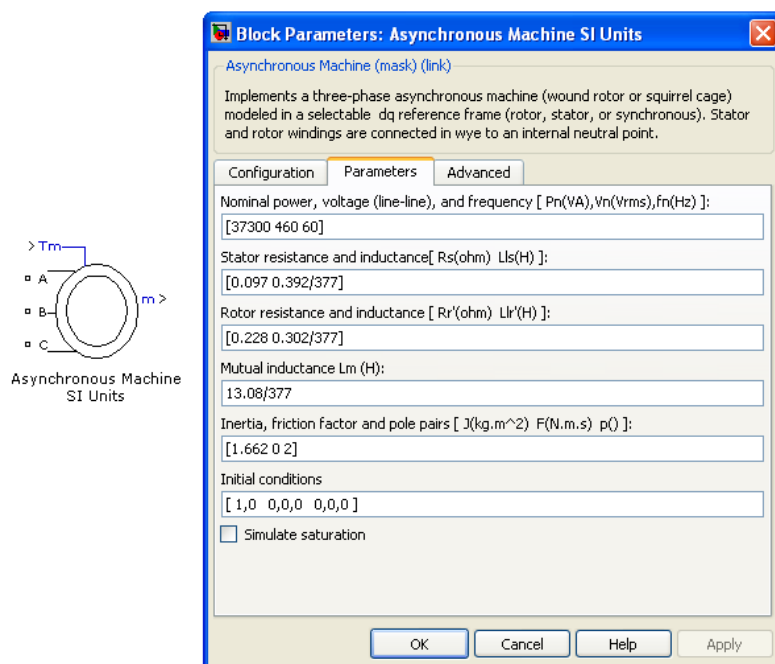 Block Parameters: Asynchronous Machine SI Units
Asynchronous Machine (mask) (link)
Implements a three-phase asynchronous machine (wound rotor or squirrel cage)
modeled in a selectable dq reference frame (rotor, stator, or synchronous). Stator
and rotor windings are connected in wye to an internal neutral point.
Configuration Parameters Advanced
Nominal power, voltage (line-line), and frequency [ Pn(VA),Vn(Vrms),fn(Hz) ]:
[37300 460 60]
Stator resistance and inductance[ Rs(ohm) Lls(H) ]:
[0.097 0.392/377]
Rotor resistance and inductance [ Rr'(ohm) Llr'(H) ]:
[0.228 0.302/377]
Mutual inductance Lm (H):
13.08/377
Inertia, friction factor and pole pairs [ J(kg.m^2) F(N.m.s) p() ]:
[1.662 0 2]
Initial conditions
[ 1,0 0,0,0 0,0,0 ]
Simulate saturation
OK Cancel Help Apply
Tm
A
m
B
C
Asynchronous Machine
SI Units